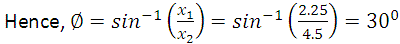 Hence, Ø = sin⁻¹ (x₁/x₂) = sin⁻¹ (2.25/4.5) = 30⁰